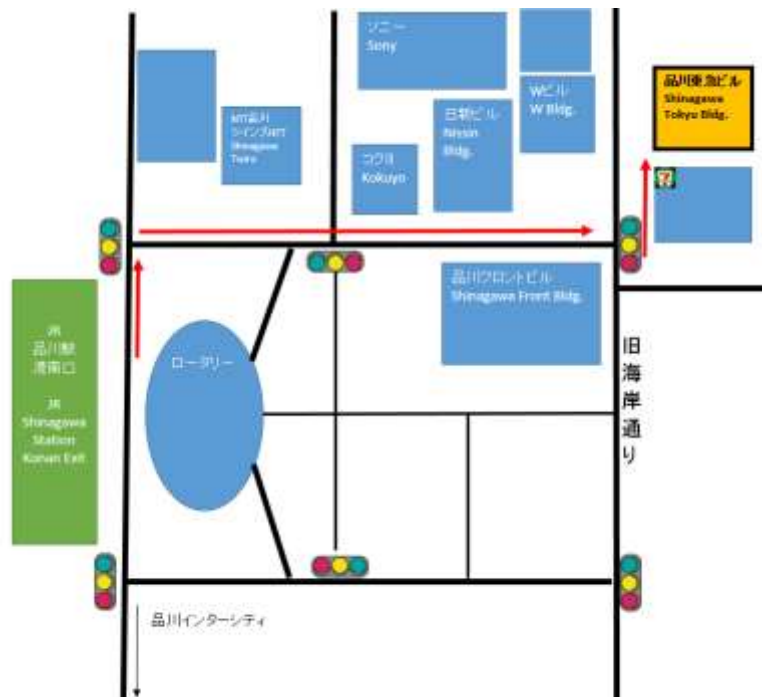 ソニー
Sony
NTT品川
ツインズAITT
Shinagawa
Twins
コクヨ
Kokuyo
日新ビル
Nissin
Bldg.
Wビル
W Bldg.
品川東急ビル
Shinagawa
Tokyu Bldg.
7
品川フロントビル
Shinagawa Front Bldg.
JR
品川駅
港南口
JR
Shinagawa
Station
Konan Exit
ロータリー
旧海岸通り
品川インターシティ